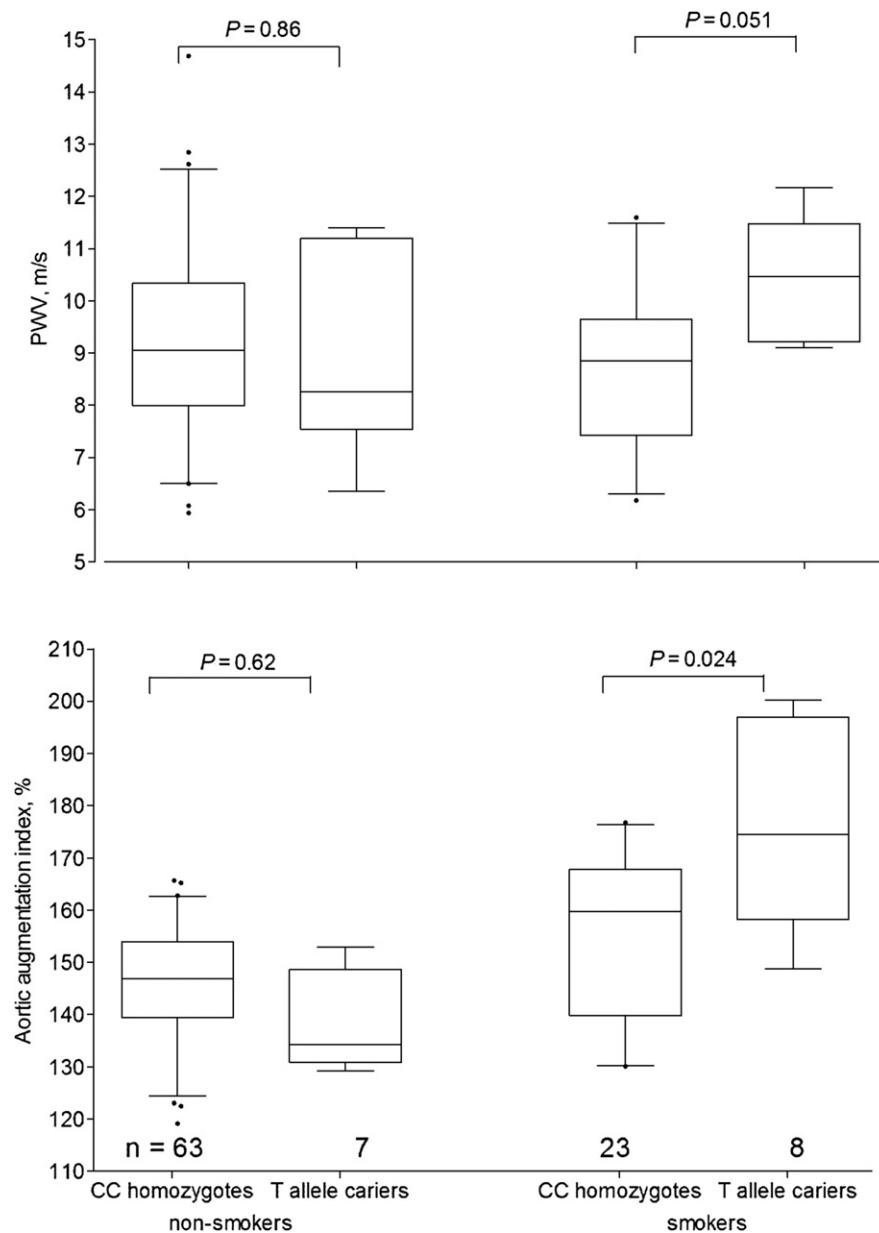 P = 0.86
P = 0.051
15
14
13
12
11
10
9
8
7
6
5
PWV, m/s
P = 0.62
P = 0.024
210
200
190
180
170
160
150
140
130
120
110
Aortic augmentation index, %
n = 63 7 23 8
CC homozygotes T allele cariers CC homozygotes T allele cariers
non-smokers smokers